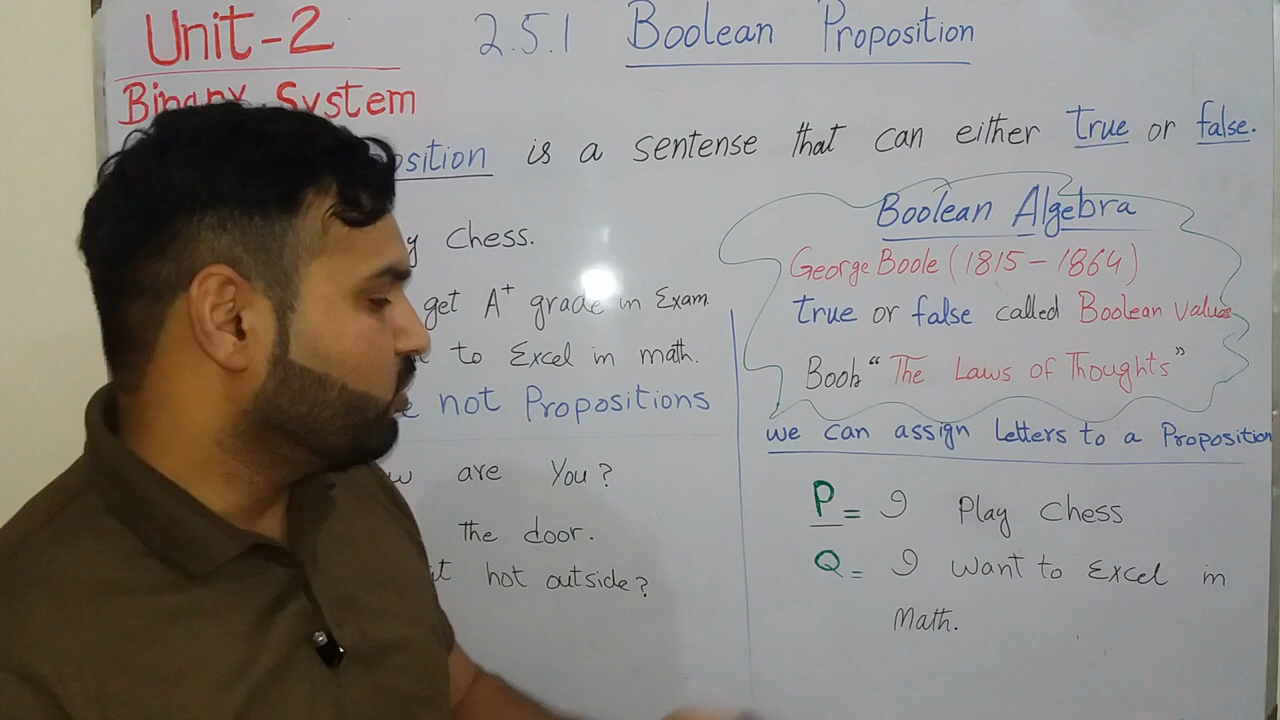 Unit-2
2.5.1 Boolean Proposition
Binary System
is a sentense that can either true or false.
Chess.
get A+ grade in Exam
to Excel in math.
not Propositions
are You?
the door.
hot outside?
Boolean Algebra
George Boole (1815-1864)
true or false called Boolean values
Book "The Laws of Thoughts"
we can assign Letters to a Proposition
P = I Play Chess
Q = I want to Excel in
Math.